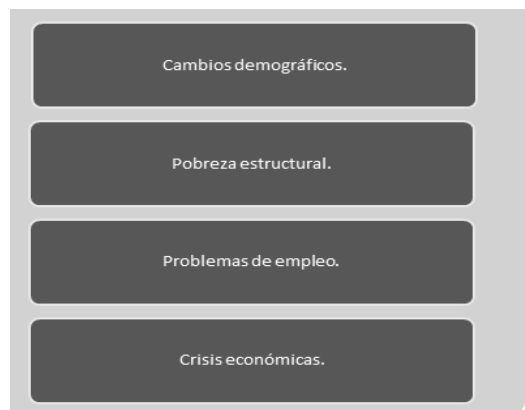 Cambios demográficos.
Pobreza estructural.
Problemas de empleo.
Crisis económicas.